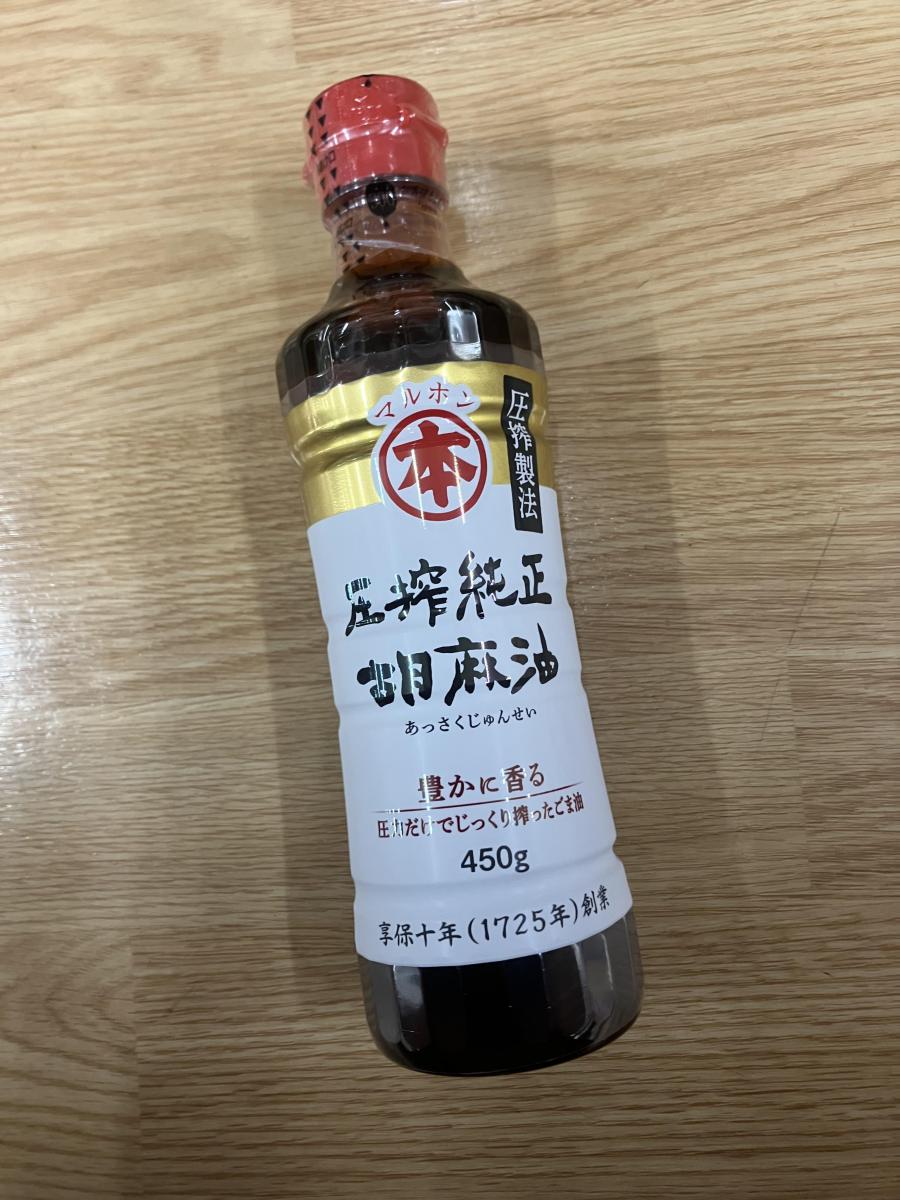 マルホン
本
圧搾製法
圧搾純正
胡麻油
あっさくじゅんせい
豊かに香る
圧力だけでじっくり搾ったごま油
450g
享保十年(1725年)創業